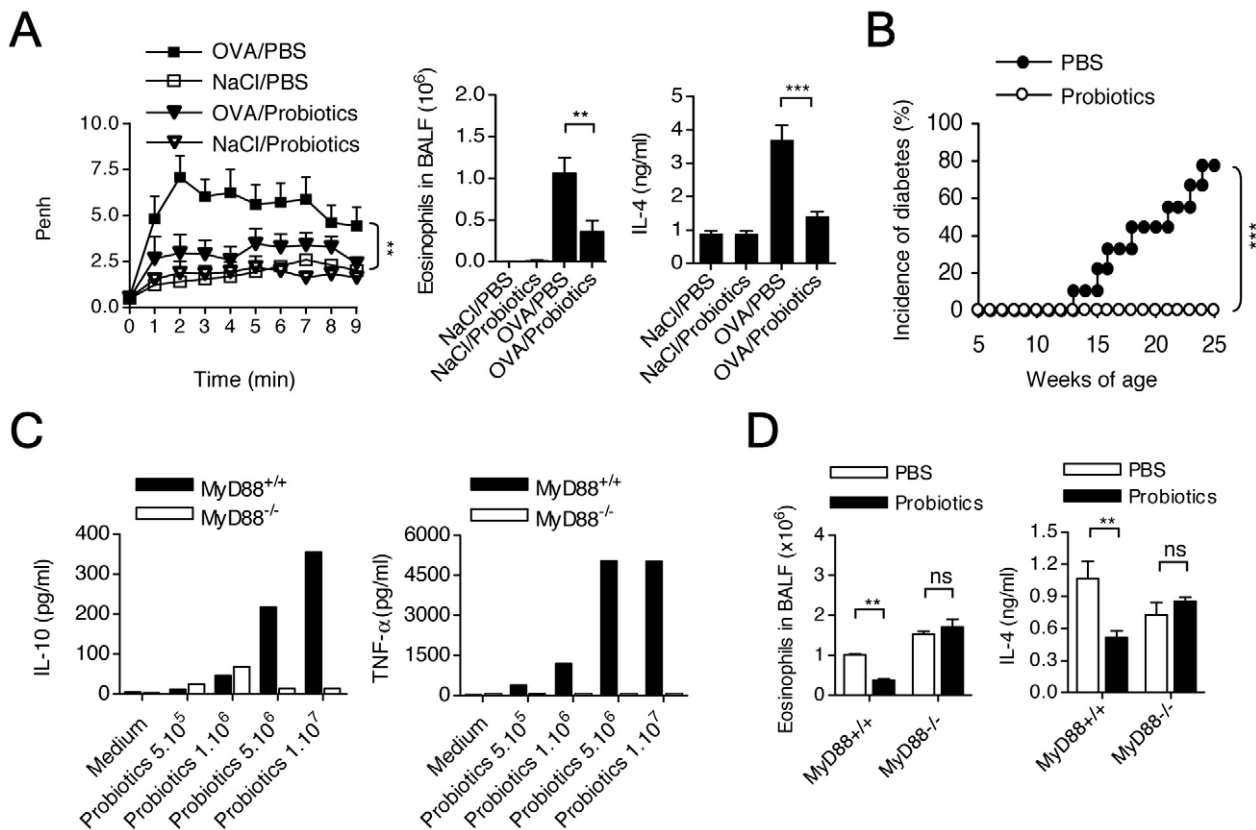 A
OVA/PBS
NaCl/PBS
OVA/Probiotics
NaCl/Probiotics
Penh
10.0
7.5
5.0
2.5
0.0
0 1 2 3 4 5 6 7 8 9
Time (min)
**
Eosinophils in BALF (10⁶)
2.0
1.5
1.0
0.5
0.0
**
NaCl/PBS
NaCl/Probiotics
OVA/PBS
OVA/Probiotics
IL-4 (ng/ml)
5
4
3
2
1
0
***
NaCl/PBS
NaCl/Probiotics
OVA/PBS
OVA/Probiotics
B
PBS
Probiotics
Incidence of diabetes (%)
100
80
60
40
20
0
5 10 15 20 25
Weeks of age
***
C
MyD88+/+
MyD88-/-
IL-10 (pg/ml)
400
300
200
100
0
Medium
Probiotics 5.10⁵
Probiotics 1.10⁶
Probiotics 5.10⁶
Probiotics 1.10⁷
MyD88+/+
MyD88-/-
TNF-α (pg/ml)
6000
4500
3000
1500
0
Medium
Probiotics 5.10⁵
Probiotics 1.10⁶
Probiotics 5.10⁶
Probiotics 1.10⁷
D
PBS
Probiotics
Eosinophils in BALF (x10⁶)
4
3
2
1
0
**
ns
MyD88+/+
MyD88-/-
PBS
Probiotics
IL-4 (ng/ml)
1.5
1.2
0.9
0.6
0.3
0.0
**
ns
MyD88+/+
MyD88-/-